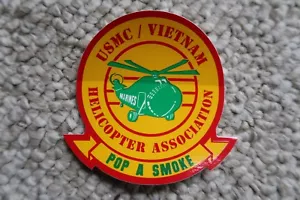 USMC / VIETNAM
MARINES
HELICOPTER ASSOCIATION
POP A SMOKE